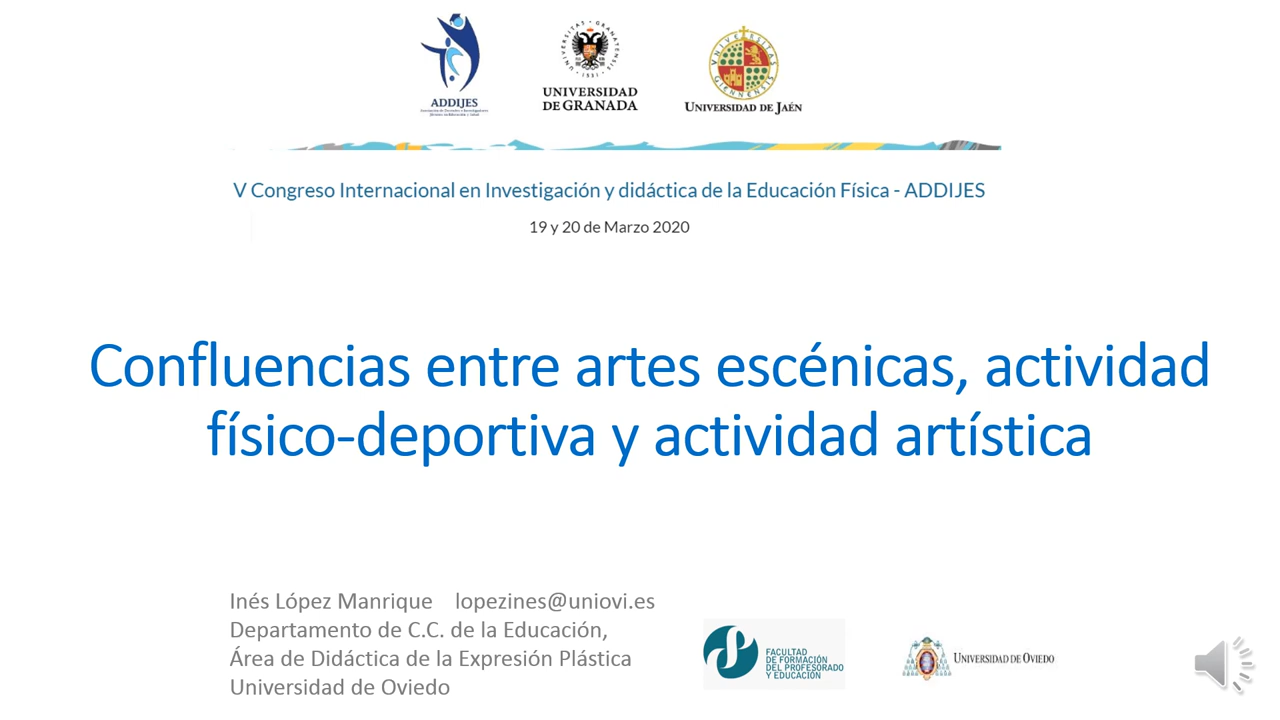 ADDIJES
UNIVERSIDAD
DE GRANADA
1531
UNIVERSIDAD DE JAÉN
V Congreso Internacional en Investigación y didáctica de la Educación Física - ADDIJES
19 y 20 de Marzo 2020
Confluencias entre artes escénicas, actividad
físico-deportiva y actividad artística
Inés López Manrique lopezines@uniovi.es
Departamento de C.C. de la Educación,
Área de Didáctica de la Expresión Plástica
Universidad de Oviedo
FACULTAD
DE FORMACIÓN
DEL PROFESORADO
Y EDUCACIÓN
UNIVERSIDAD DE OVIEDO